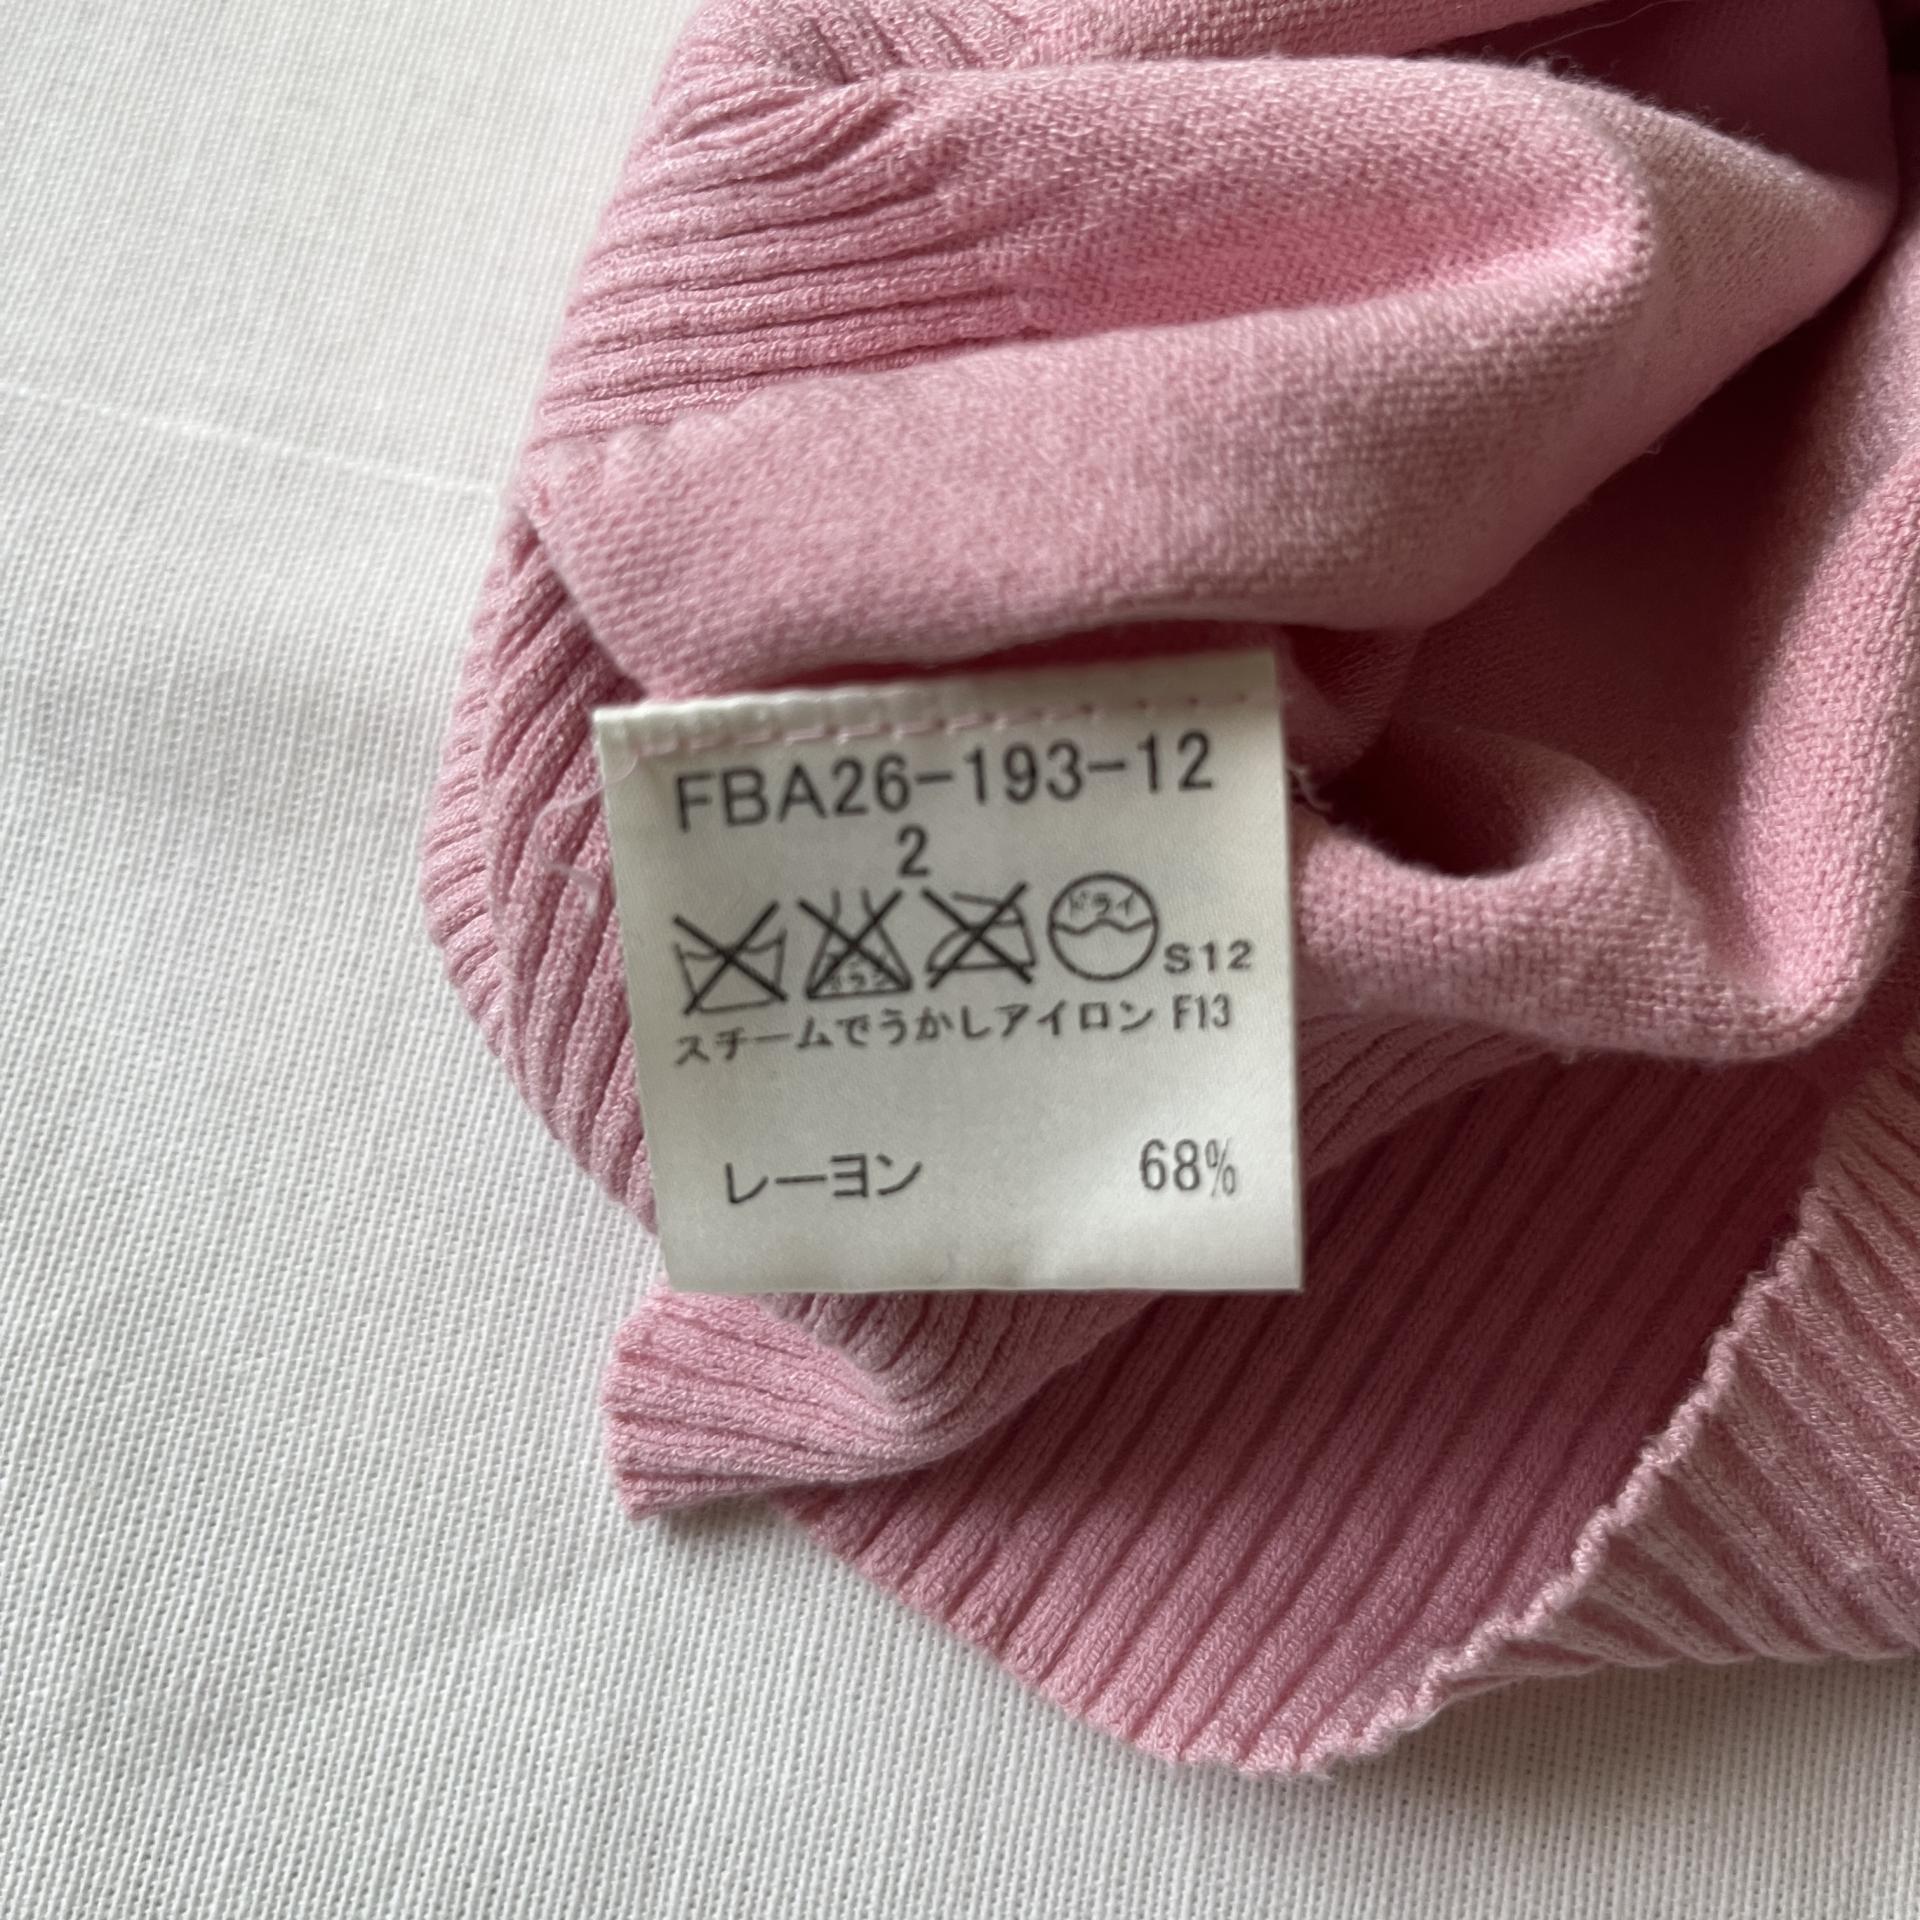 FBA26-193-12
2
ドライ
S12
スチームでうかしアイロン F13
レーヨン 68%